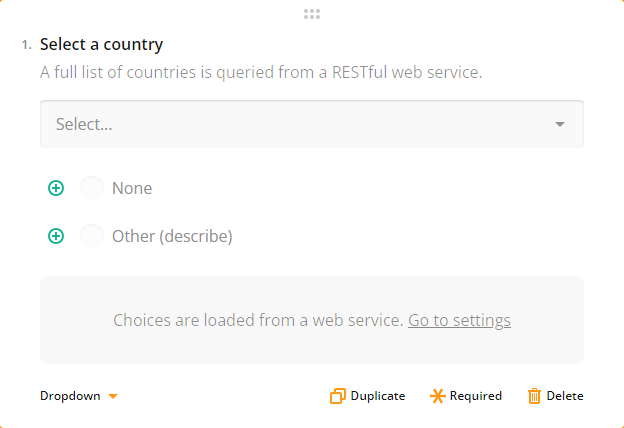 1. Select a country
A full list of countries is queried from a RESTful web service.
Select...
None
Other (describe)
Choices are loaded from a web service. Go to settings
Dropdown Duplicate Required Delete